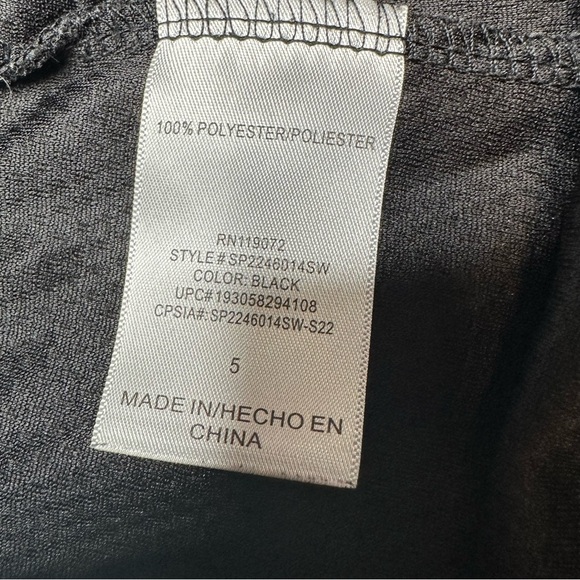 100% POLYESTER/POLIESTER
RN119072
STYLE # SP2246014SW
COLOR: BLACK
UPC#193058294108
CPSIA#: SP2246014SW-S22
5
MADE IN/HECHO EN
CHINA